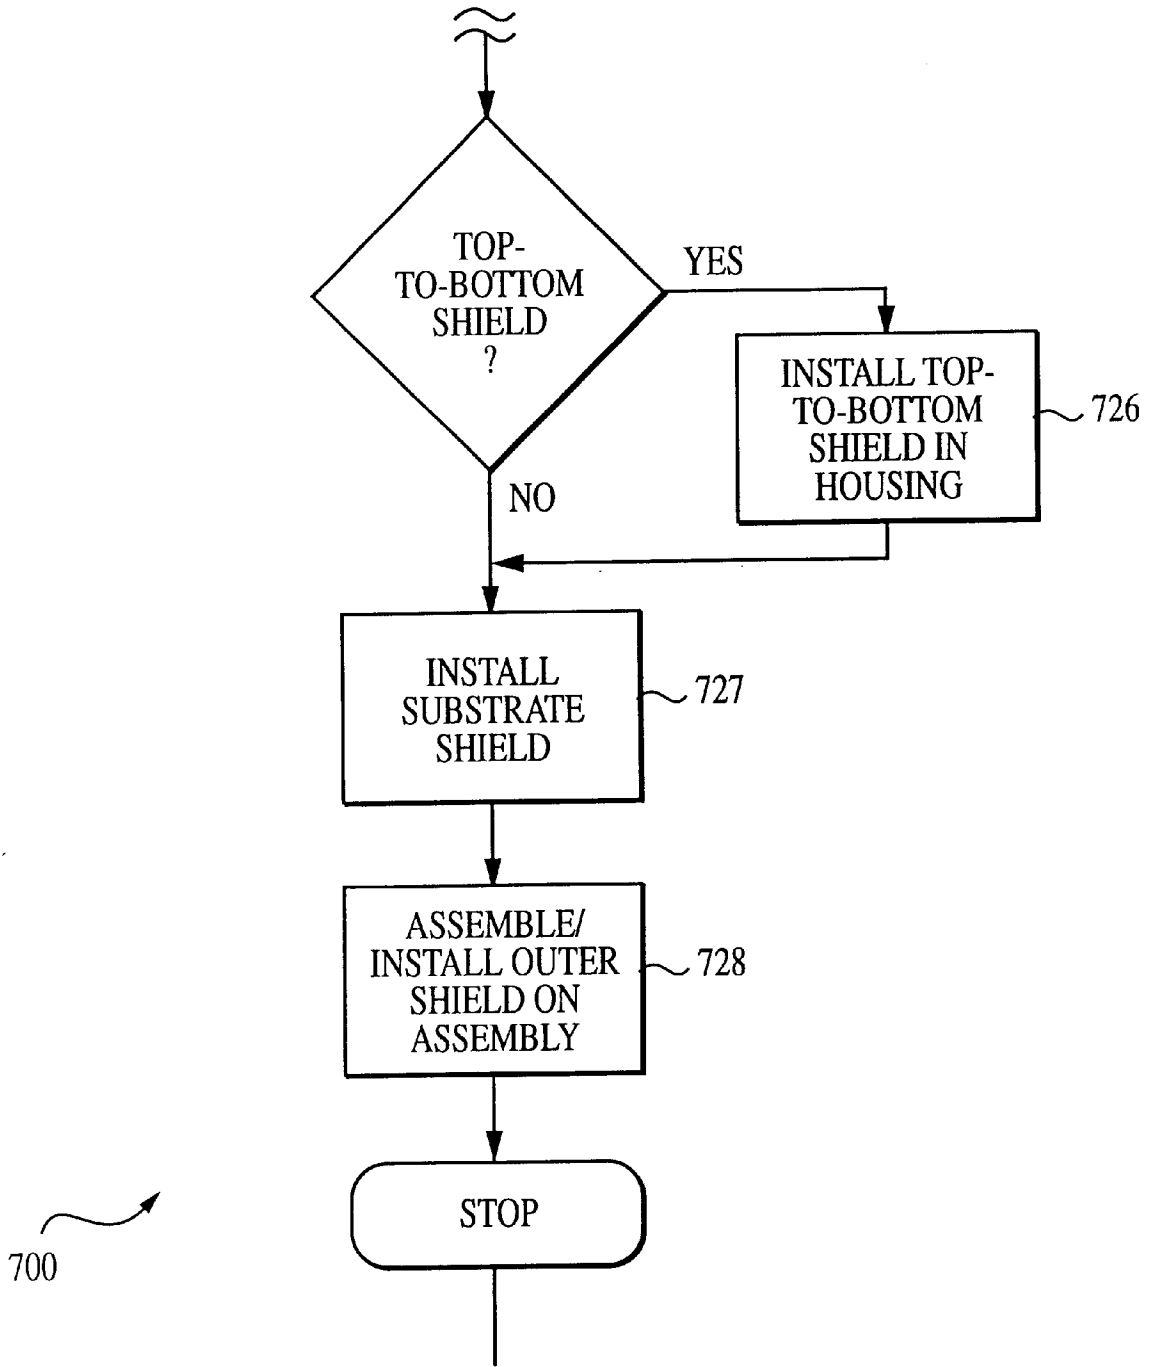 TOP-
TO-BOTTOM
SHIELD
?
YES
INSTALL TOP-
TO-BOTTOM
SHIELD IN
HOUSING
726
NO
INSTALL
SUBSTRATE
SHIELD
727
ASSEMBLE/
INSTALL OUTER
SHIELD ON
ASSEMBLY
728
STOP
700